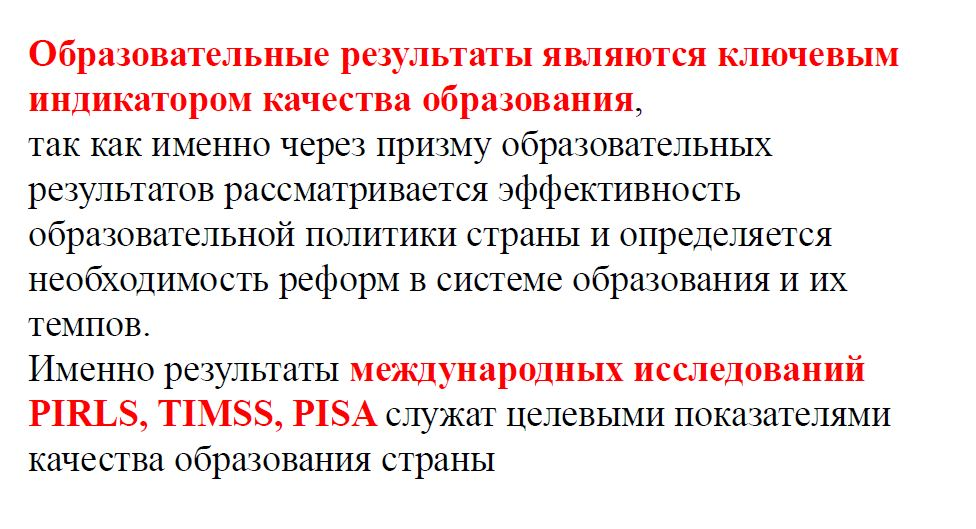 Образовательные результаты являются ключевым
индикатором качества образования,
так как именно через призму образовательных
результатов рассматривается эффективность
образовательной политики страны и определяется
необходимость реформ в системе образования и их
темпов.
Именно результаты международных исследований
PIRLS, TIMSS, PISA служат целевыми показателями
качества образования страны